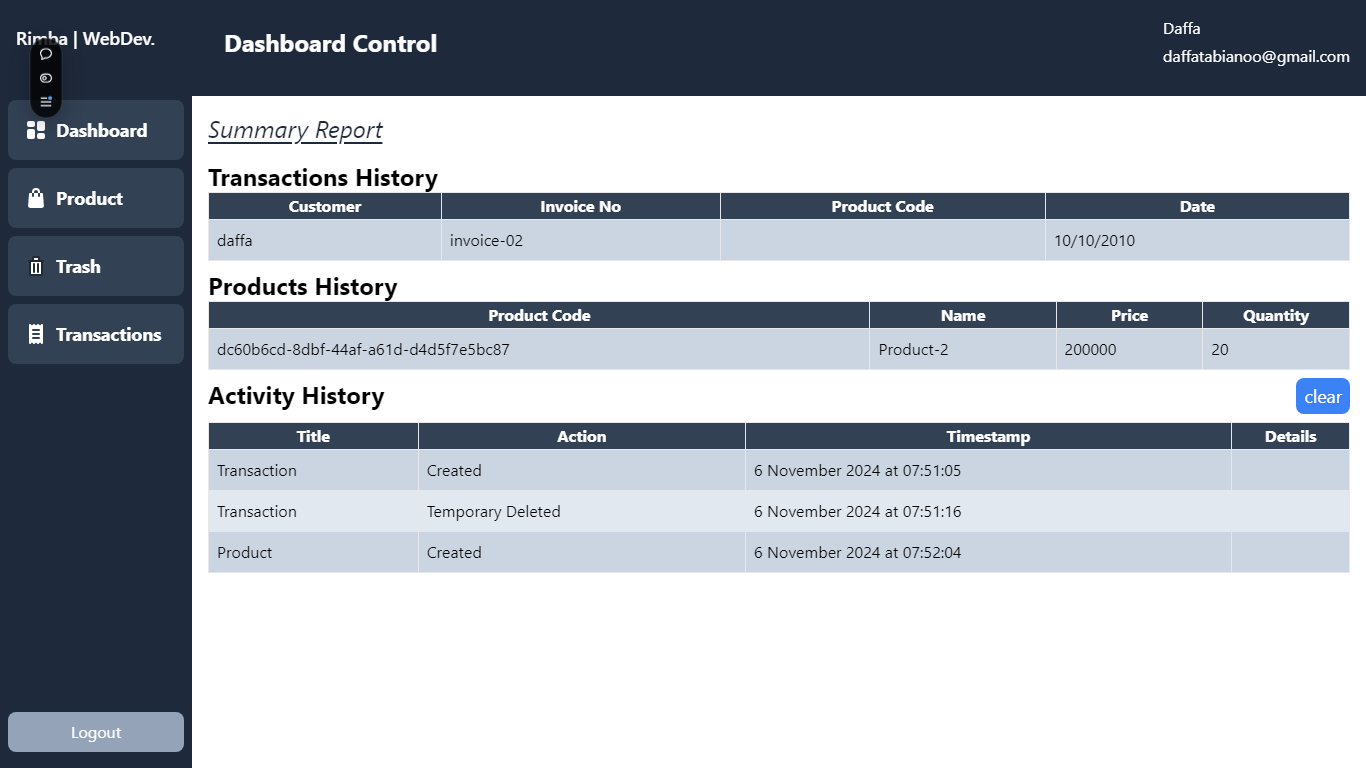 Rimba | WebDev.
Dashboard Control
Daffa
daffatabianoo@gmail.com
Dashboard
Product
Trash
Transactions
Logout
Summary Report
Transactions History
Customer Invoice No Product Code Date
daffa invoice-02 10/10/2010
Products History
Product Code Name Price Quantity
dc60b6cd-8dbf-44af-a61d-d4d5f7e5bc87 Product-2 200000 20
Activity History clear
Title Action Timestamp Details
Transaction Created 6 November 2024 at 07:51:05
Transaction Temporary Deleted 6 November 2024 at 07:51:16
Product Created 6 November 2024 at 07:52:04